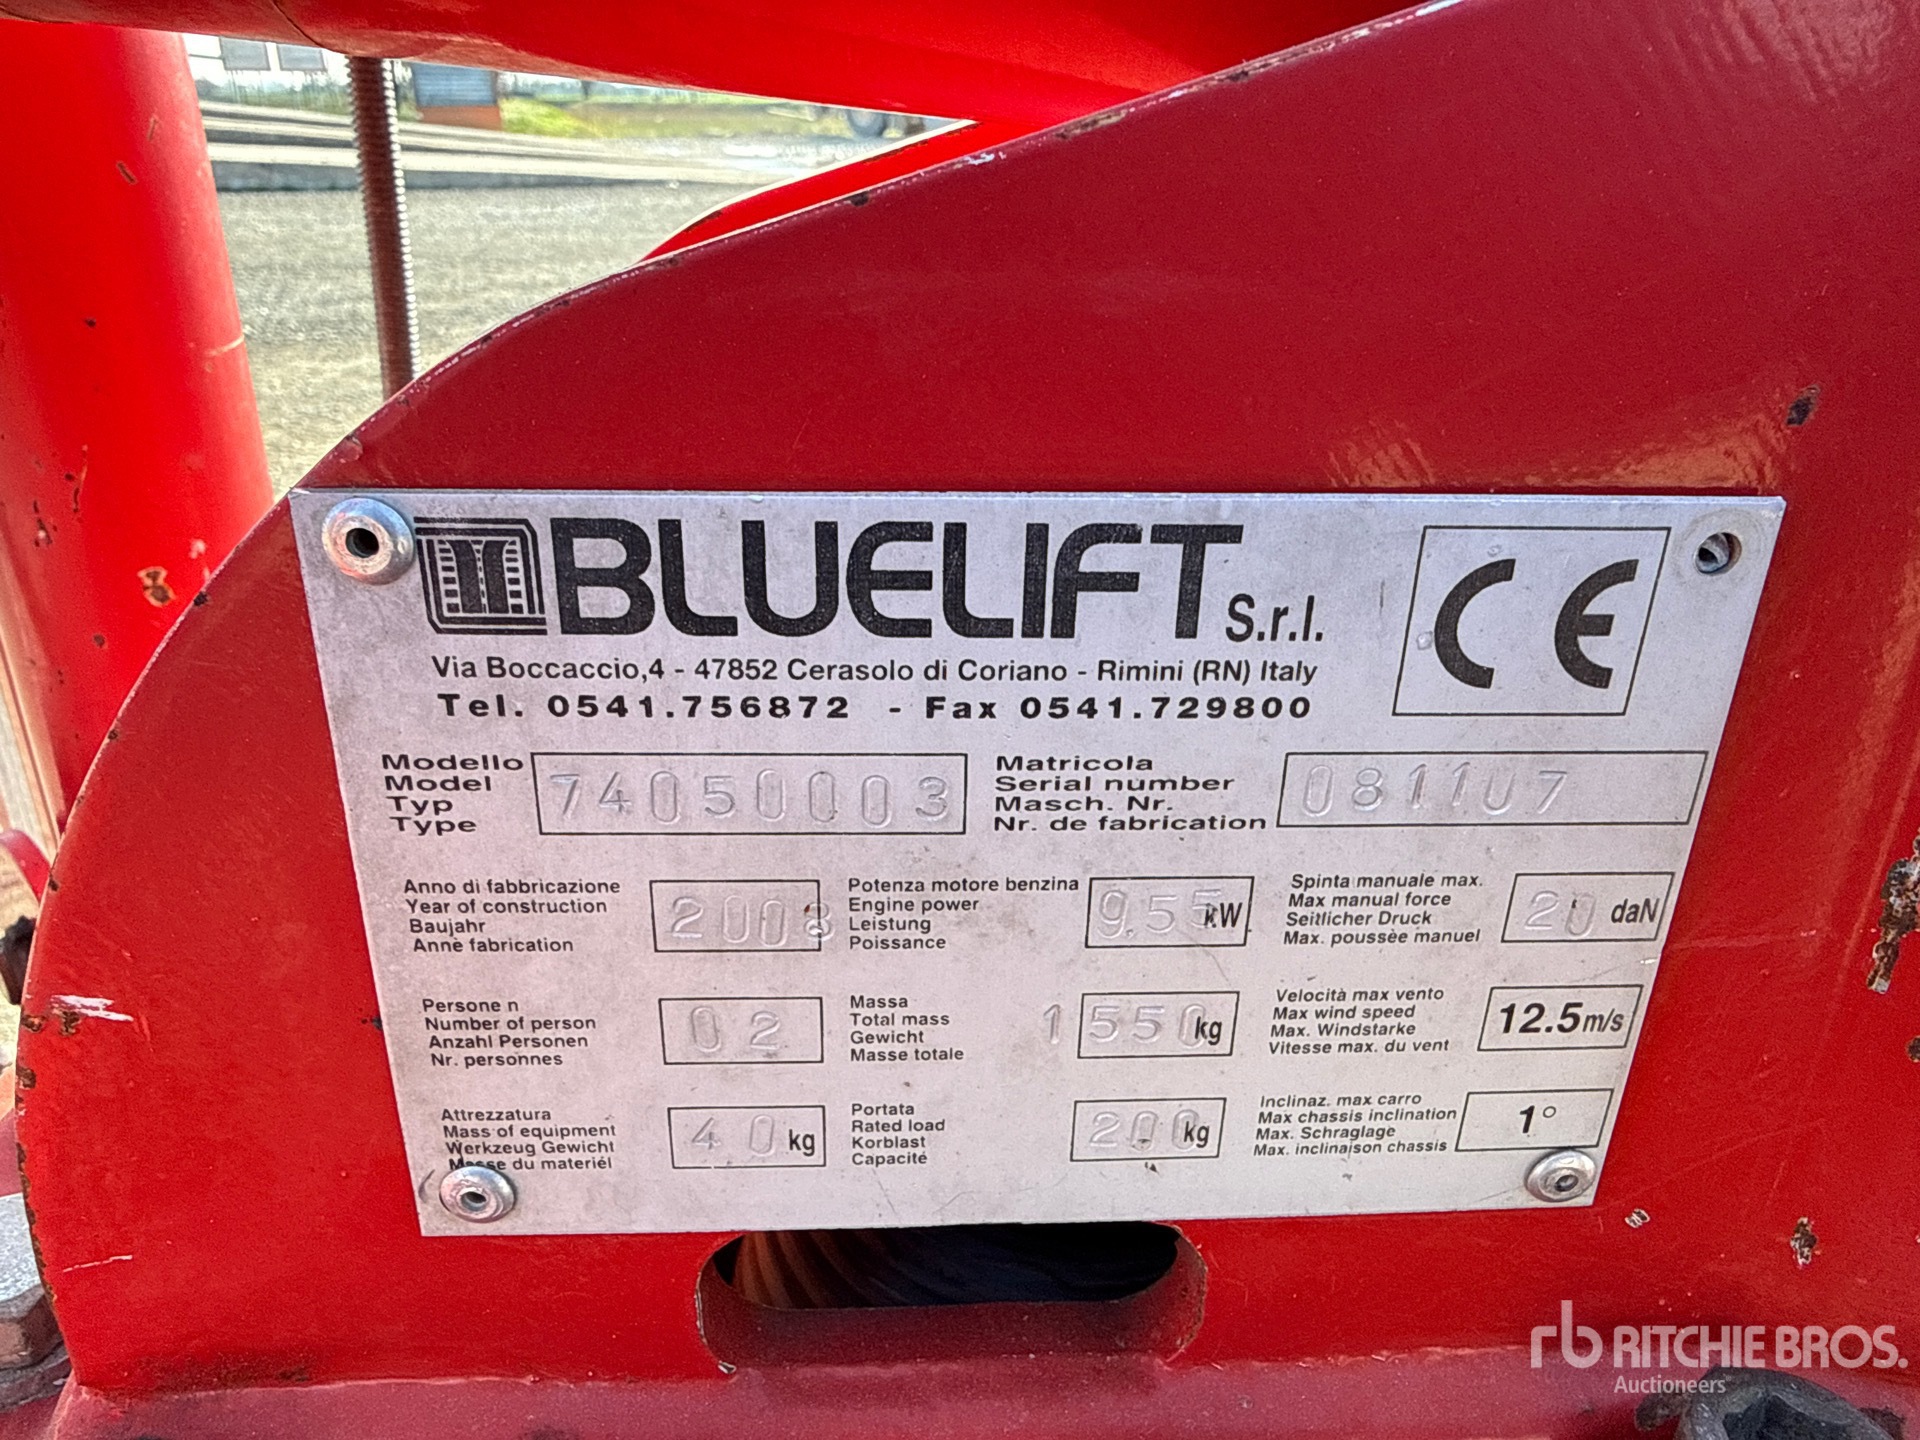 BLUELIFT S.r.l.
CE
Via Boccaccio,4 - 47852 Cerasolo di Coriano - Rimini (RN) Italy
Tel. 0541.756872 - Fax 0541.729800
Modello
Model
Typ
Type
74050003
Matricola
Serial number
Masch. Nr.
Nr. de fabrication
081107
Anno di fabbricazione
Year of construction
Baujahr
Annè fabrication
2008
Potenza motore benzina
Engine power
Leistung
Poissance
9.55 kW
Spinta manuale max.
Max manual force
Seitlicher Druck
Max. poussèe manuel
20 daN
Persone n
Number of person
Anzahl Personen
Nr. personnes
02
Massa
Total mass
Gewicht
Masse totale
1550 kg
Velocità max vento
Max wind speed
Max. Windstarke
Vitesse max. du vent
12.5m/s
Attrezzatura
Mass of equipment
Werkzeug Gewicht
Masse du materiél
40 kg
Portata
Rated load
Korblast
Capacité
200 kg
Inclinaz. max carro
Max chassis inclination
Max. Schraglage
Max. inclinaison chassis
1°
rb RITCHIE BROS.
Auctioneers